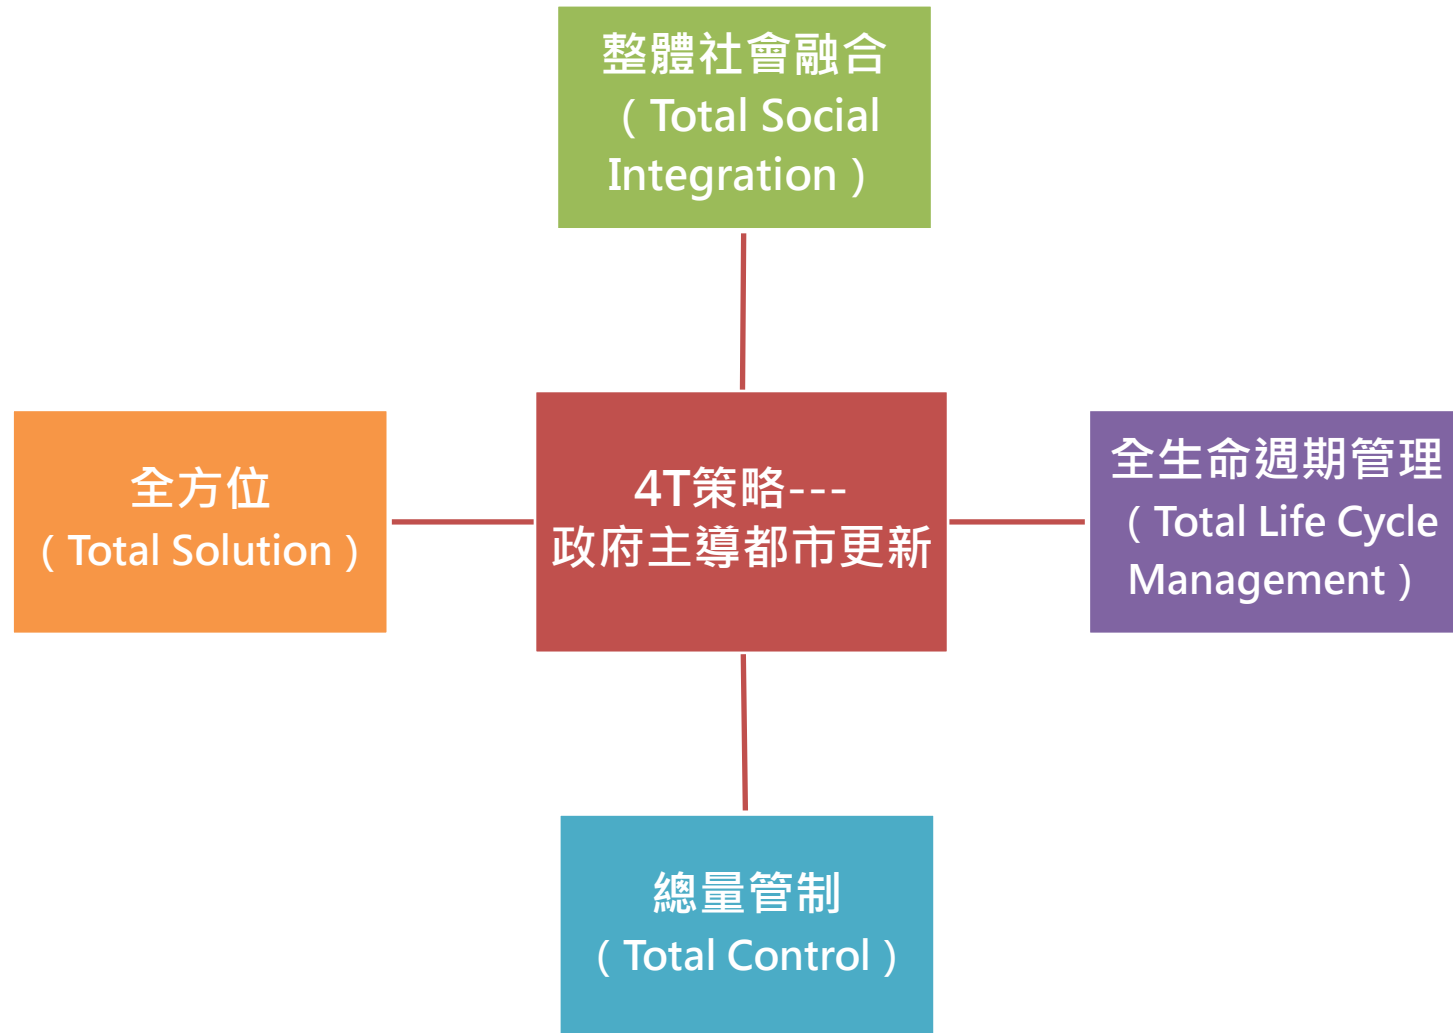 整體社會融合
（Total Social
Integration）
全方位
（Total Solution）
4T策略---
政府主導都市更新
全生命週期管理
（Total Life Cycle
Management）
總量管制
（Total Control）